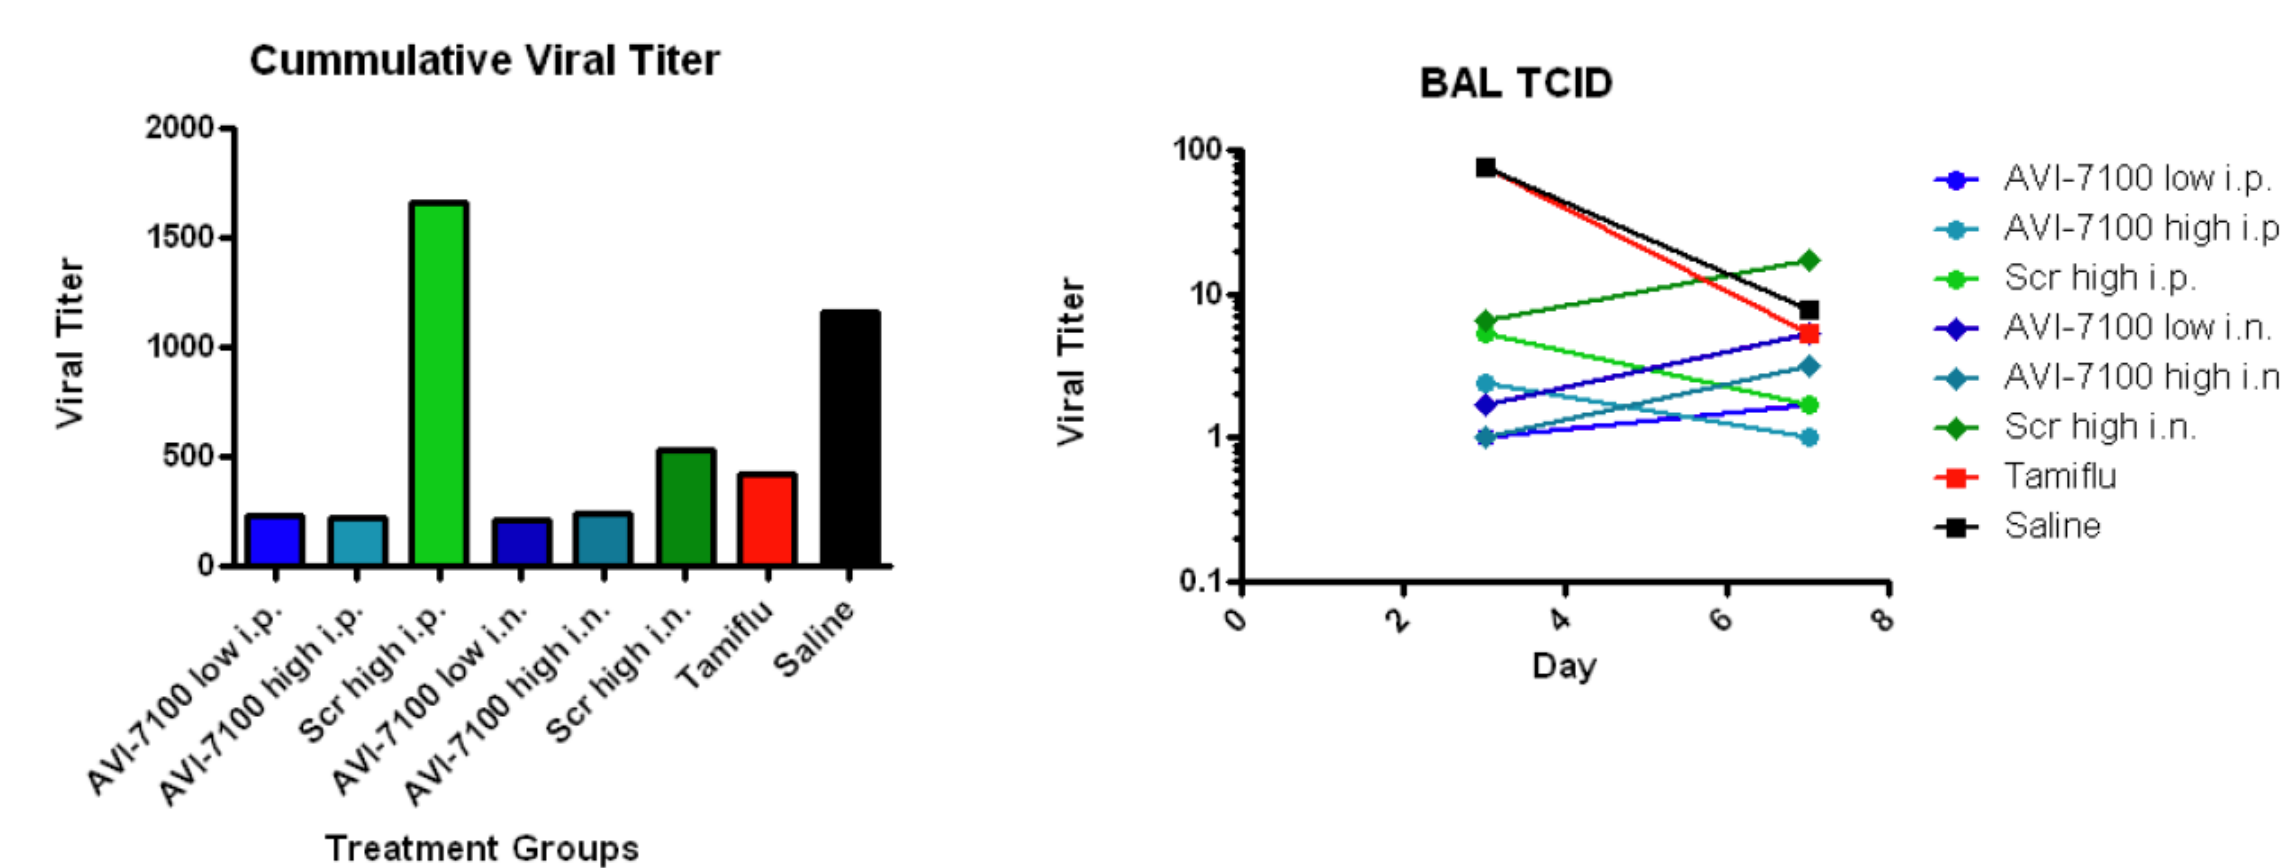 Cummulative Viral Titer
Viral Titer
2000
1500
1000
500
0
AVI-7100 low i.p.
AVI-7100 high i.p.
Scr high i.p.
AVI-7100 low i.n.
AVI-7100 high i.n.
Scr high i.n.
Tamiflu
Saline
Treatment Groups
BAL TCID
Viral Titer
100
10
1
0.1
0
2
4
6
8
Day
AVI-7100 low i.p.
AVI-7100 high i.p
Scr high i.p.
AVI-7100 low i.n.
AVI-7100 high i.n
Scr high i.n.
Tamiflu
Saline